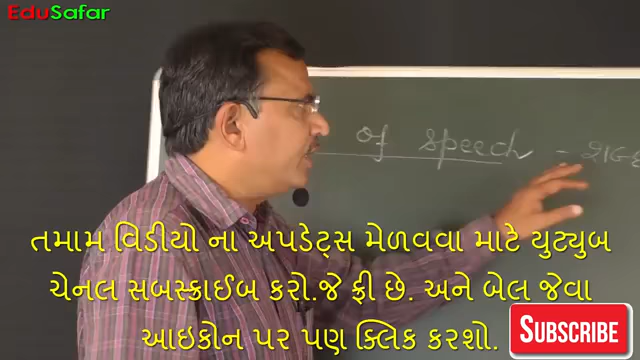 EduSafar
of speech - શબ્દ
તમામ વિડીયો ના અપડેટ્સ મેળવવા માટે યુટ્યુબ
ચેનલ સબસ્ક્રાઈબ કરો.જે ફ્રી છે. અને બેલ જેવા
આઇકોન પર પણ ક્લિક કરશો.
SUBSCRIBE